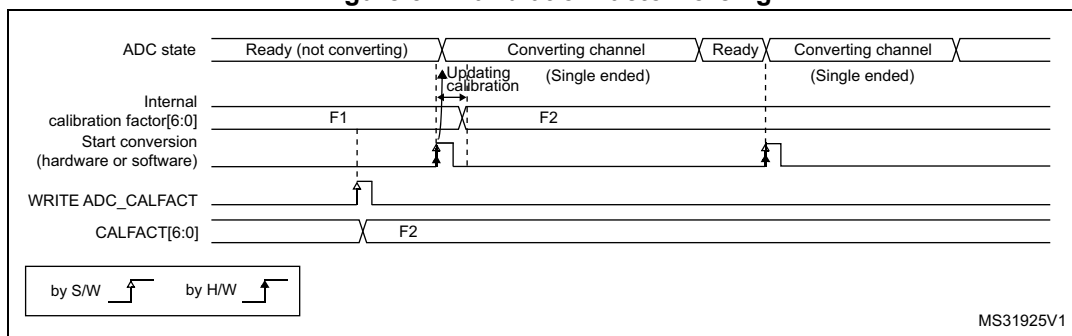 ADC state
Ready (not converting)
Converting channel
Ready
Converting channel
(Single ended)
(Single ended)
Updating
calibration
Internal
calibration factor[6:0]
F1
F2
Start conversion
(hardware or software)
WRITE ADC_CALFACT
CALFACT[6:0]
F2
by S/W
by H/W
MS31925V1